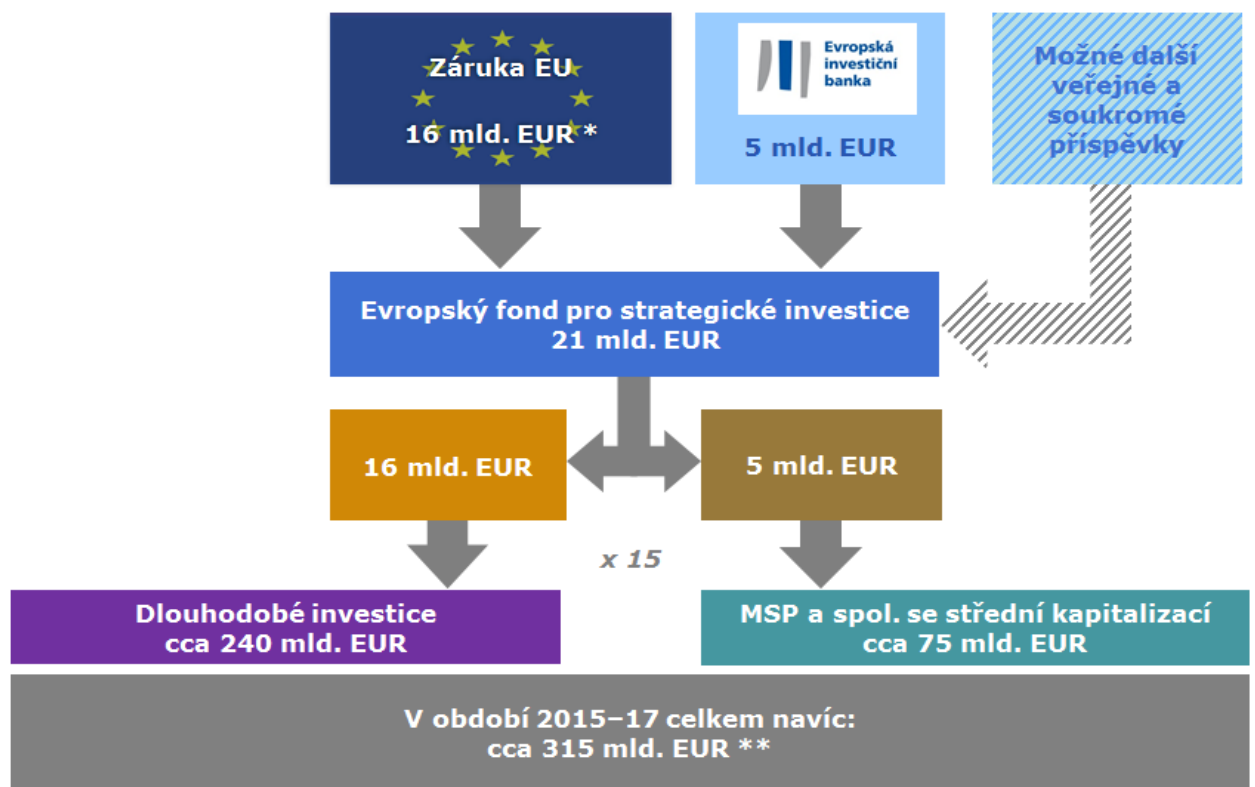 Záruka EU
16 mld. EUR *
Evropská
investiční
banka
5 mld. EUR
Možné další
veřejné a
soukromé
příspěvky
Evropský fond pro strategické investice
21 mld. EUR
16 mld. EUR
5 mld. EUR
x 15
Dlouhodobé investice
cca 240 mld. EUR
MSP a spol. se střední kapitalizací
cca 75 mld. EUR
V období 2015–17 celkem navíc:
cca 315 mld. EUR **